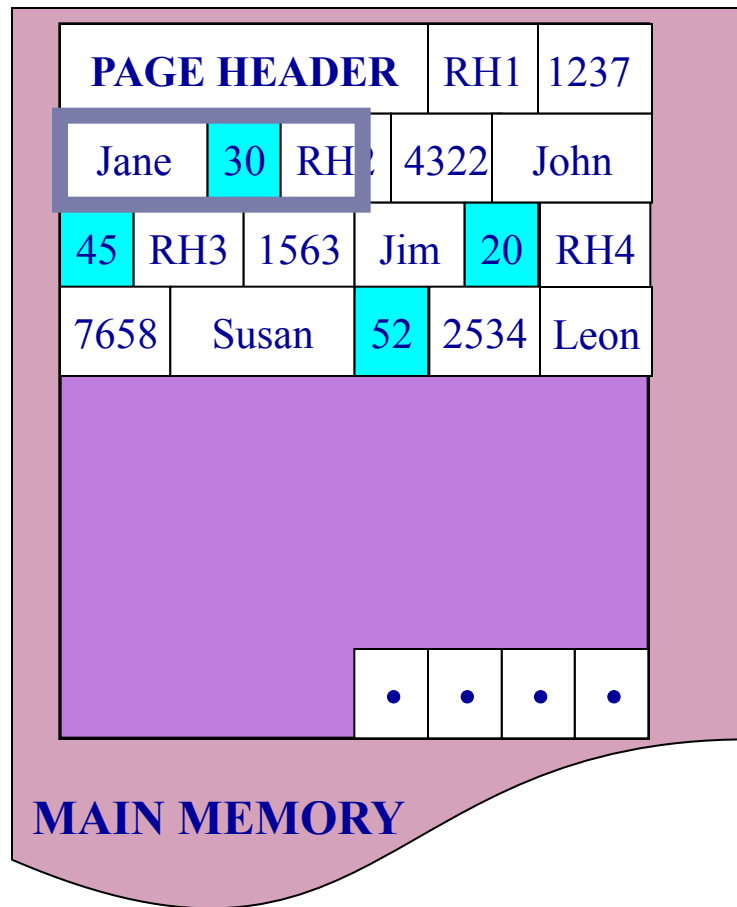 PAGE HEADER RH1 1237
Jane 30 RH2 4322 John
45 RH3 1563 Jim 20 RH4
7658 Susan 52 2534 Leon
• • • •
MAIN MEMORY